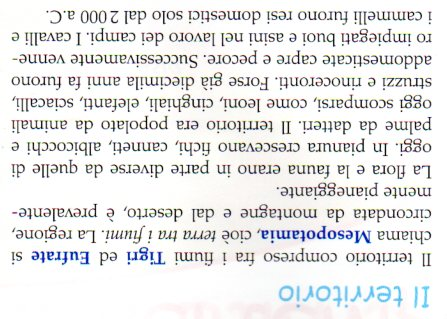 Il territorio
Il territorio compreso fra i fiumi Tigri ed Eufrate si
chiama Mesopotamia, cioè terra tra i fiumi. La regione,
circondata da montagne e dal deserto, è prevalente-
mente pianeggiante.
La flora e la fauna erano in parte diverse da quelle di
oggi. In pianura crescevano fichi, canneti, albicocchi e
palme da datteri. Il territorio era popolato da animali
oggi scomparsi, come leoni, cinghiali, elefanti, sciacalli,
struzzi e rinoceronti. Forse già diecimila anni fa furono
addomesticate capre e pecore. Successivamente venne-
ro impiegati buoi e asini nel lavoro dei campi. I cavalli e
i cammelli furono resi domestici solo dal 2000 a.C.